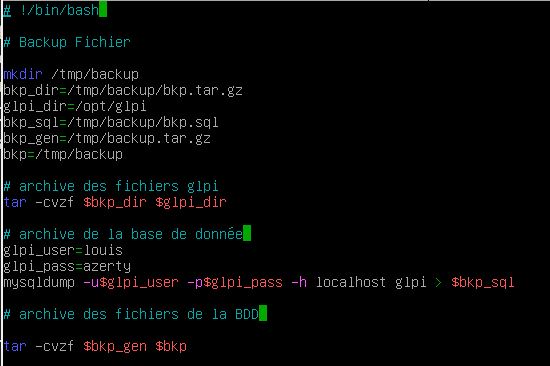 # !/bin/bash
# Backup Fichier
mkdir /tmp/backup
bkp_dir=/tmp/backup/bkp.tar.gz
glpi_dir=/opt/glpi
bkp_sql=/tmp/backup/bkp.sql
bkp_gen=/tmp/backup.tar.gz
bkp=/tmp/backup
# archive des fichiers glpi
tar -cvzf $bkp_dir $glpi_dir
# archive de la base de donnée
glpi_user=louis
glpi_pass=azerty
mysqldump -u$glpi_user -p$glpi_pass -h localhost glpi > $bkp_sql
# archive des fichiers de la BDD
tar -cvzf $bkp_gen $bkp